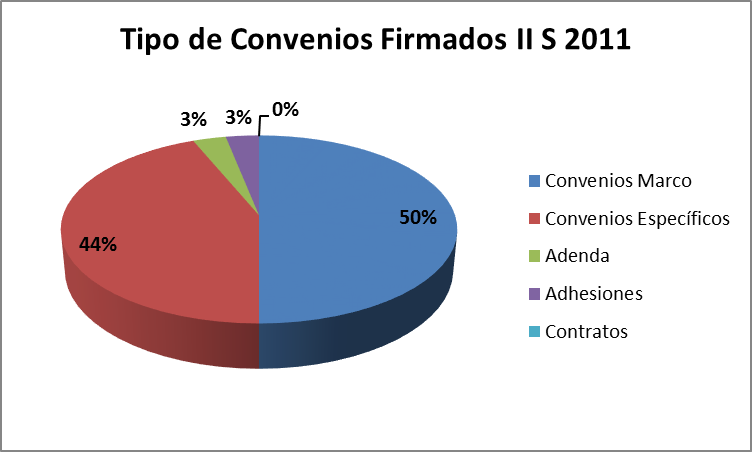 Tipo de Convenios Firmados II S 2011
3% 3% 0%
50%
44%
Convenios Marco
Convenios Específicos
Adenda
Adhesiones
Contratos